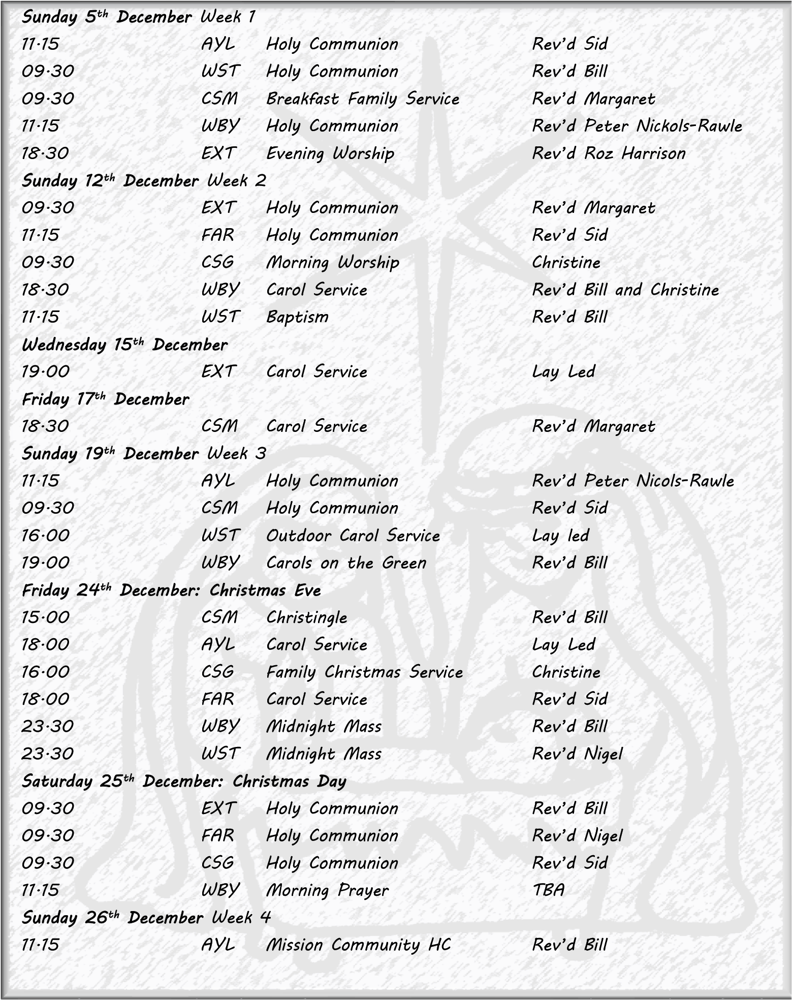 Sunday 5th December Week 1
11.15 AYL Holy Communion Rev'd Sid
09.30 WST Holy Communion Rev'd Bill
09.30 CSM Breakfast Family Service Rev'd Margaret
11.15 WBY Holy Communion Rev'd Peter Nickols-Rawle
18.30 EXT Evening Worship Rev'd Roz Harrison
Sunday 12th December Week 2
09.30 EXT Holy Communion Rev'd Margaret
11.15 FAR Holy Communion Rev'd Sid
09.30 CSG Morning Worship Christine
18.30 WBY Carol Service Rev'd Bill and Christine
11.15 WST Baptism Rev'd Bill
Wednesday 15th December
19.00 EXT Carol Service Lay Led
Friday 17th December
18.30 CSM Carol Service Rev'd Margaret
Sunday 19th December Week 3
11.15 AYL Holy Communion Rev'd Peter Nicols-Rawle
09.30 CSM Holy Communion Rev'd Sid
16.00 WST Outdoor Carol Service Lay led
19.00 WBY Carols on the Green Rev'd Bill
Friday 24th December: Christmas Eve
15.00 CSM Christingle Rev'd Bill
18.00 AYL Carol Service Lay Led
16.00 CSG Family Christmas Service Christine
18.00 FAR Carol Service Rev'd Sid
23.30 WBY Midnight Mass Rev'd Bill
23.30 WST Midnight Mass Rev'd Nigel
Saturday 25th December: Christmas Day
09.30 EXT Holy Communion Rev'd Bill
09.30 FAR Holy Communion Rev'd Nigel
09.30 CSG Holy Communion Rev'd Sid
11.15 WBY Morning Prayer TBA
Sunday 26th December Week 4
11.15 AYL Mission Community HC Rev'd Bill